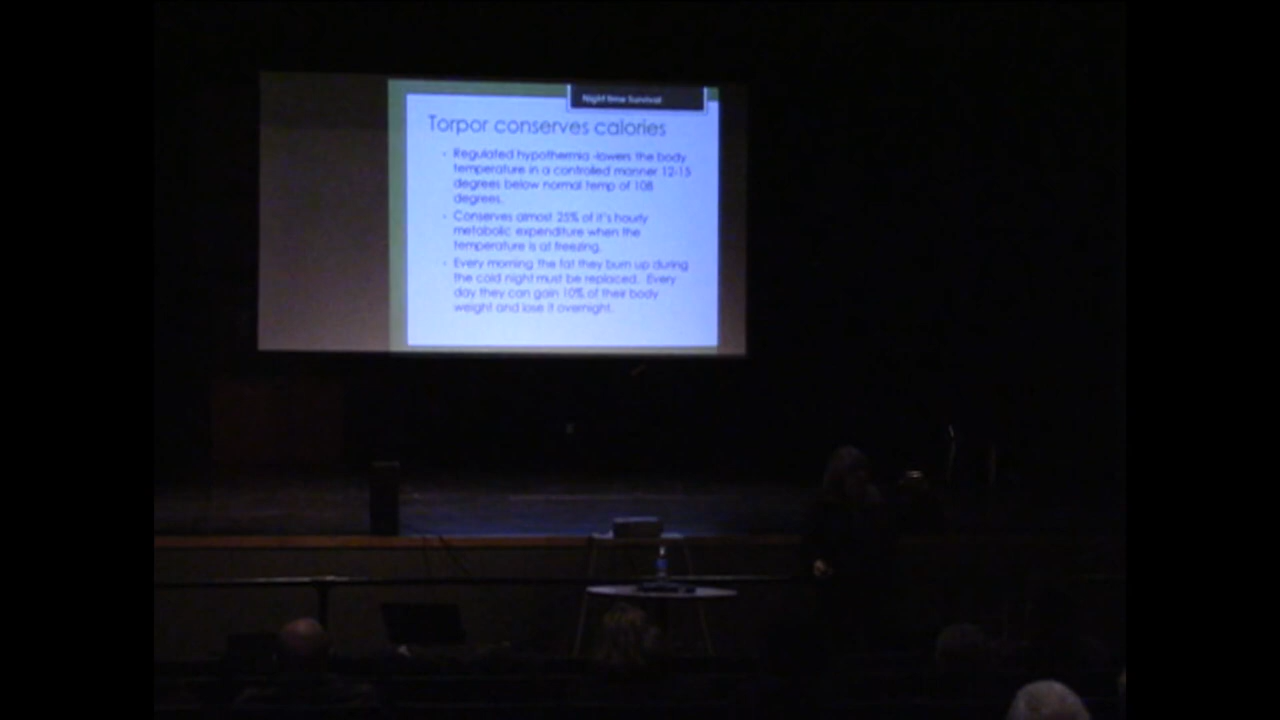 Night time Survival
Torpor conserves calories
Regulated hypothermia -lowers the body
temperature in a controlled manner 12-15
degrees below normal temp of 108
degrees.
Conserves almost 25% of it's hourly
metabolic expenditure when the
temperature is at freezing.
Every morning the fat they burn up during
the cold night must be replaced. Every
day they can gain 10% of their body
weight and lose it overnight.